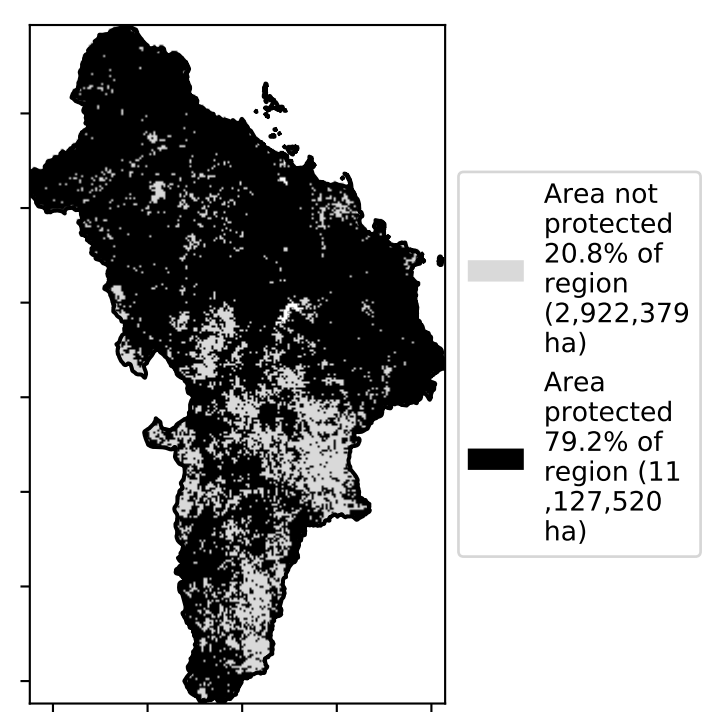 Area not
protected
20.8% of
region
(2,922,379
ha)
Area
protected
79.2% of
region (11
,127,520
ha)